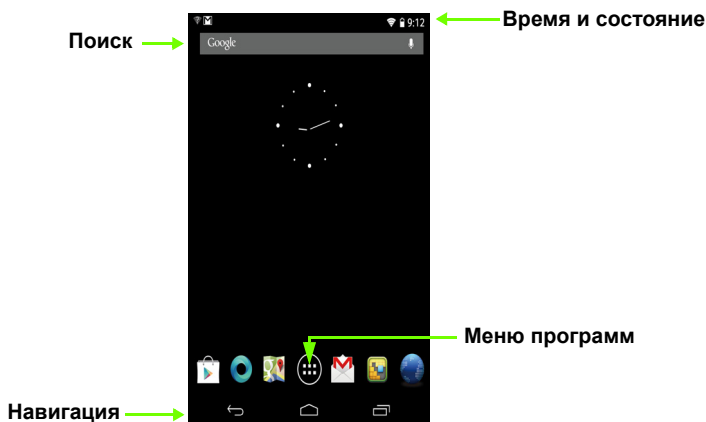 Время и состояние
9:12
Поиск
Google
Меню программ
Навигация